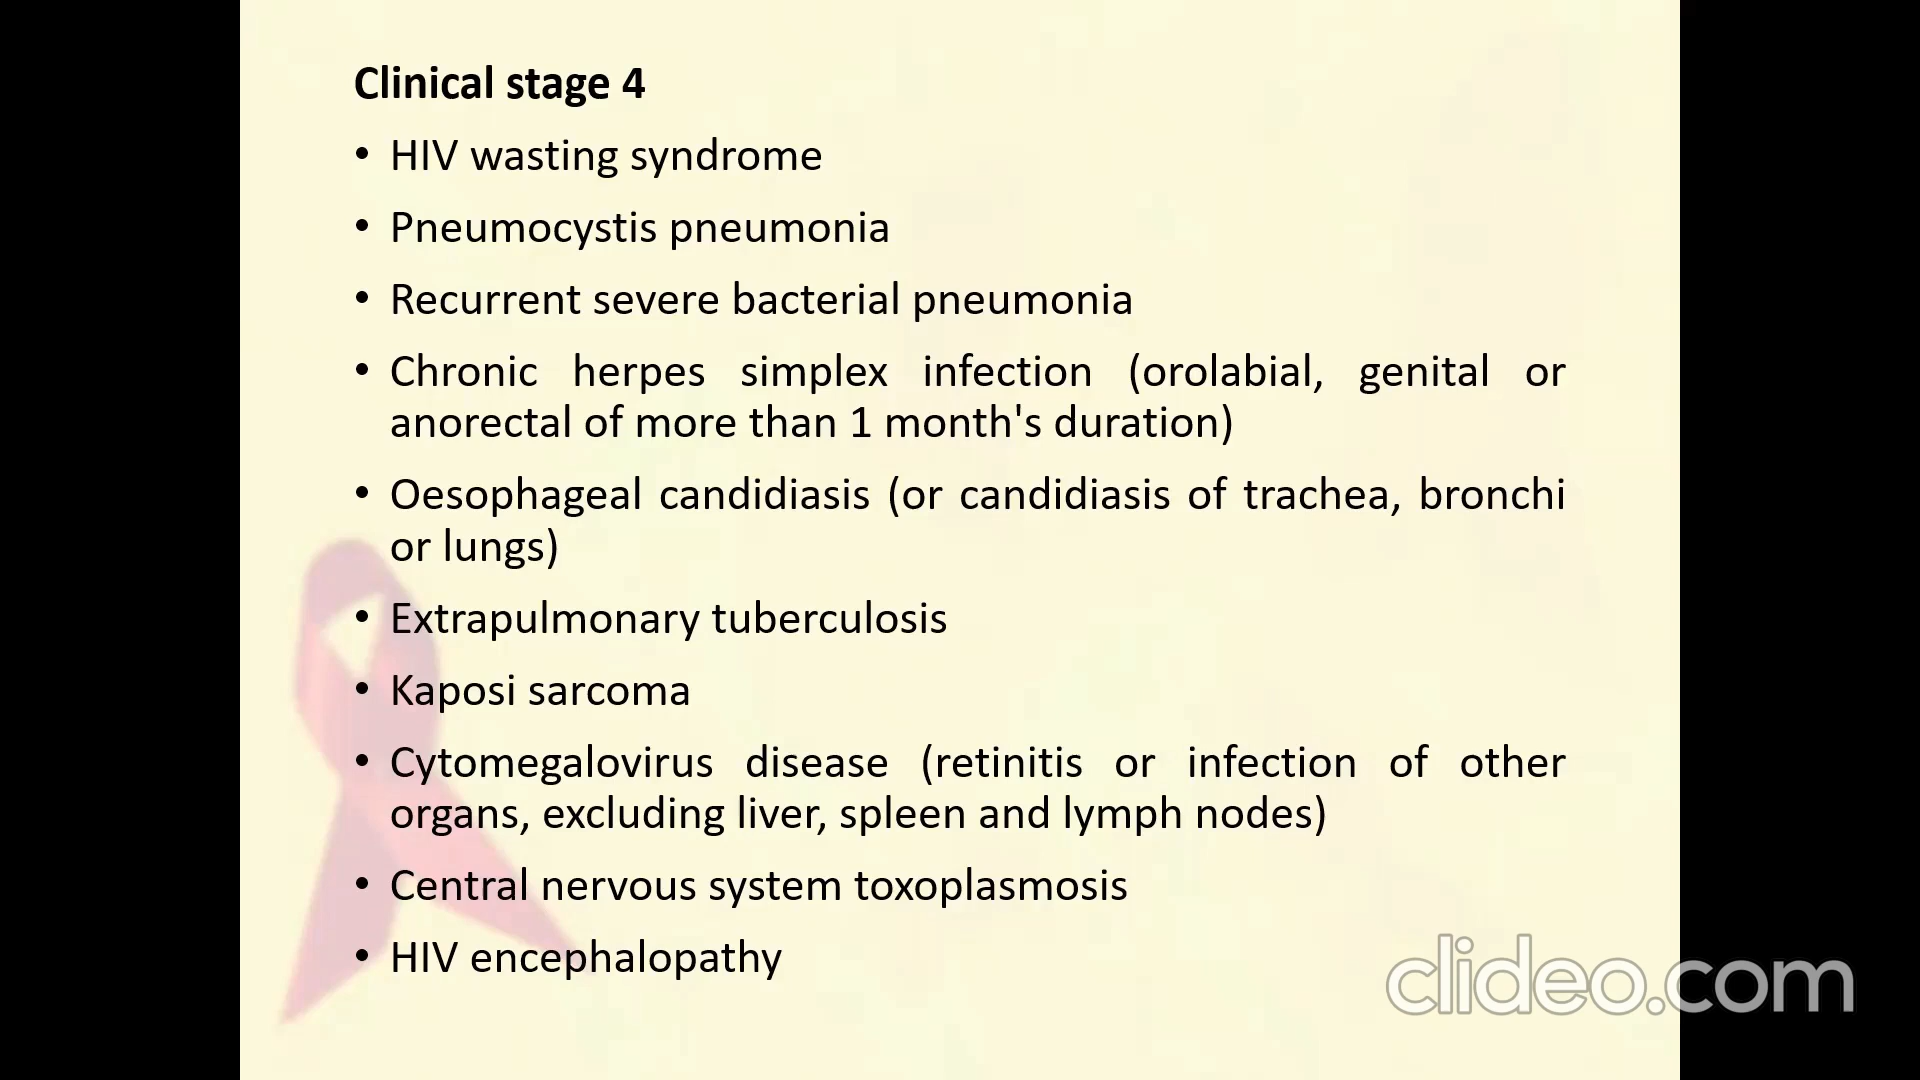 Clinical stage 4
• HIV wasting syndrome
• Pneumocystis pneumonia
• Recurrent severe bacterial pneumonia
• Chronic herpes simplex infection (orolabial, genital or
anorectal of more than 1 month's duration)
• Oesophageal candidiasis (or candidiasis of trachea, bronchi
or lungs)
• Extrapulmonary tuberculosis
• Kaposi sarcoma
• Cytomegalovirus disease (retinitis or infection of other
organs, excluding liver, spleen and lymph nodes)
• Central nervous system toxoplasmosis
• HIV encephalopathy
clideo.com